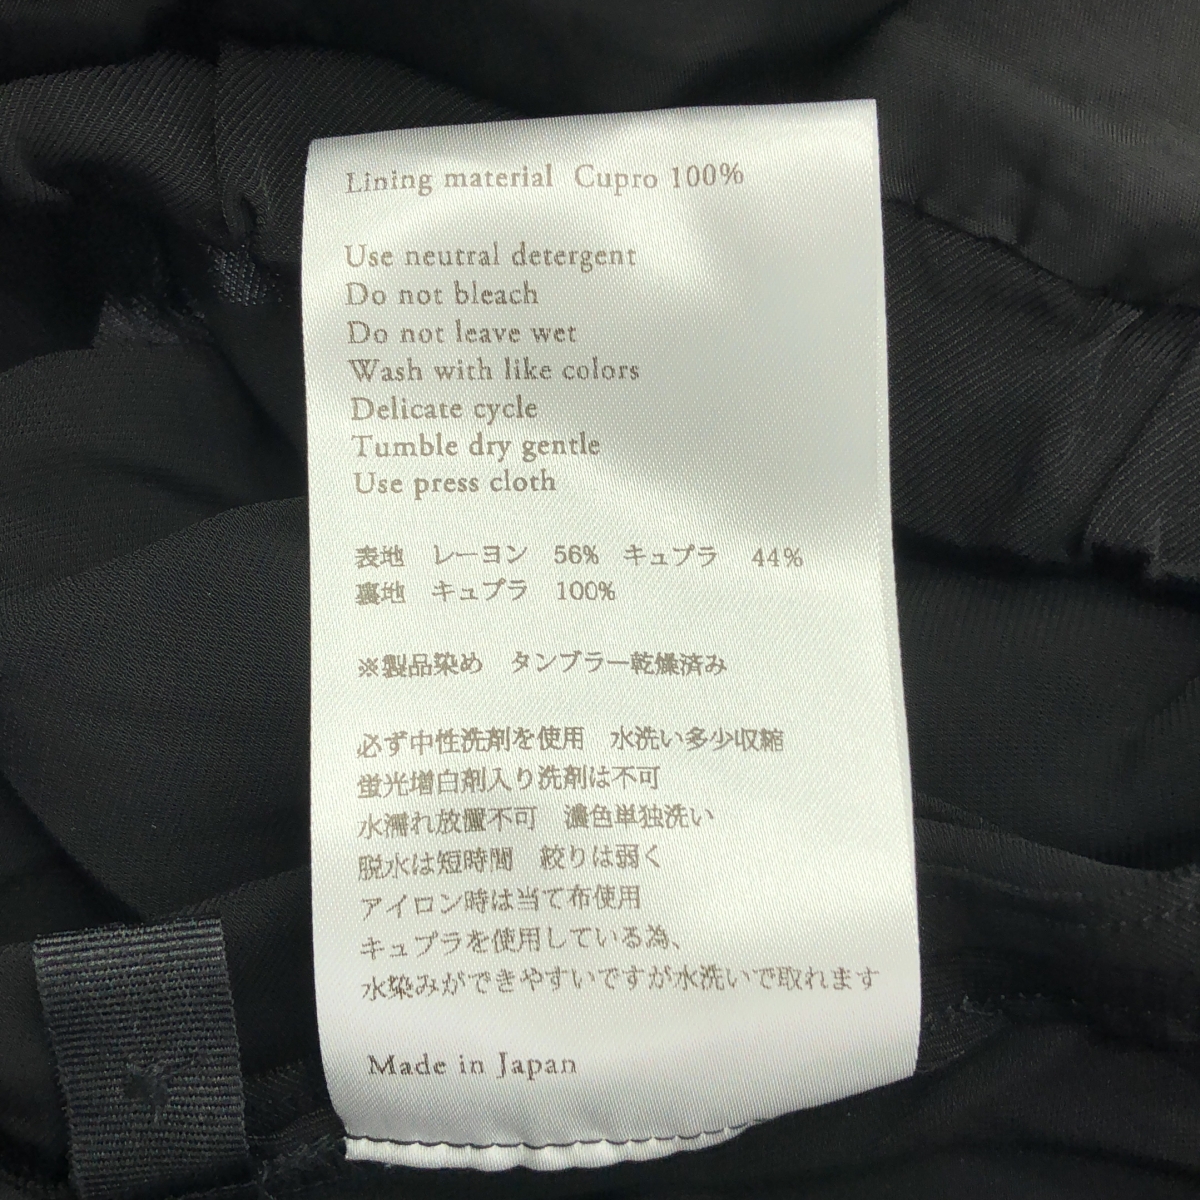 Lining material Cupro 100%
Use neutral detergent
Do not bleach
Do not leave wet
Wash with like colors
Delicate cycle
Tumble dry gentle
Use press cloth
表地 レーヨン 56% キュプラ 44%
裏地 キュプラ 100%
※製品染め タンブラー乾燥済み
必ず中性洗剤を使用 水洗い多少収縮
蛍光増白剤入り洗剤は不可
水濡れ放置不可 濃色単独洗い
脱水は短時間 絞りは弱く
アイロン時は当て布使用
キュプラを使用している為、
水染みができやすいですが水洗いで取れます
Made in Japan